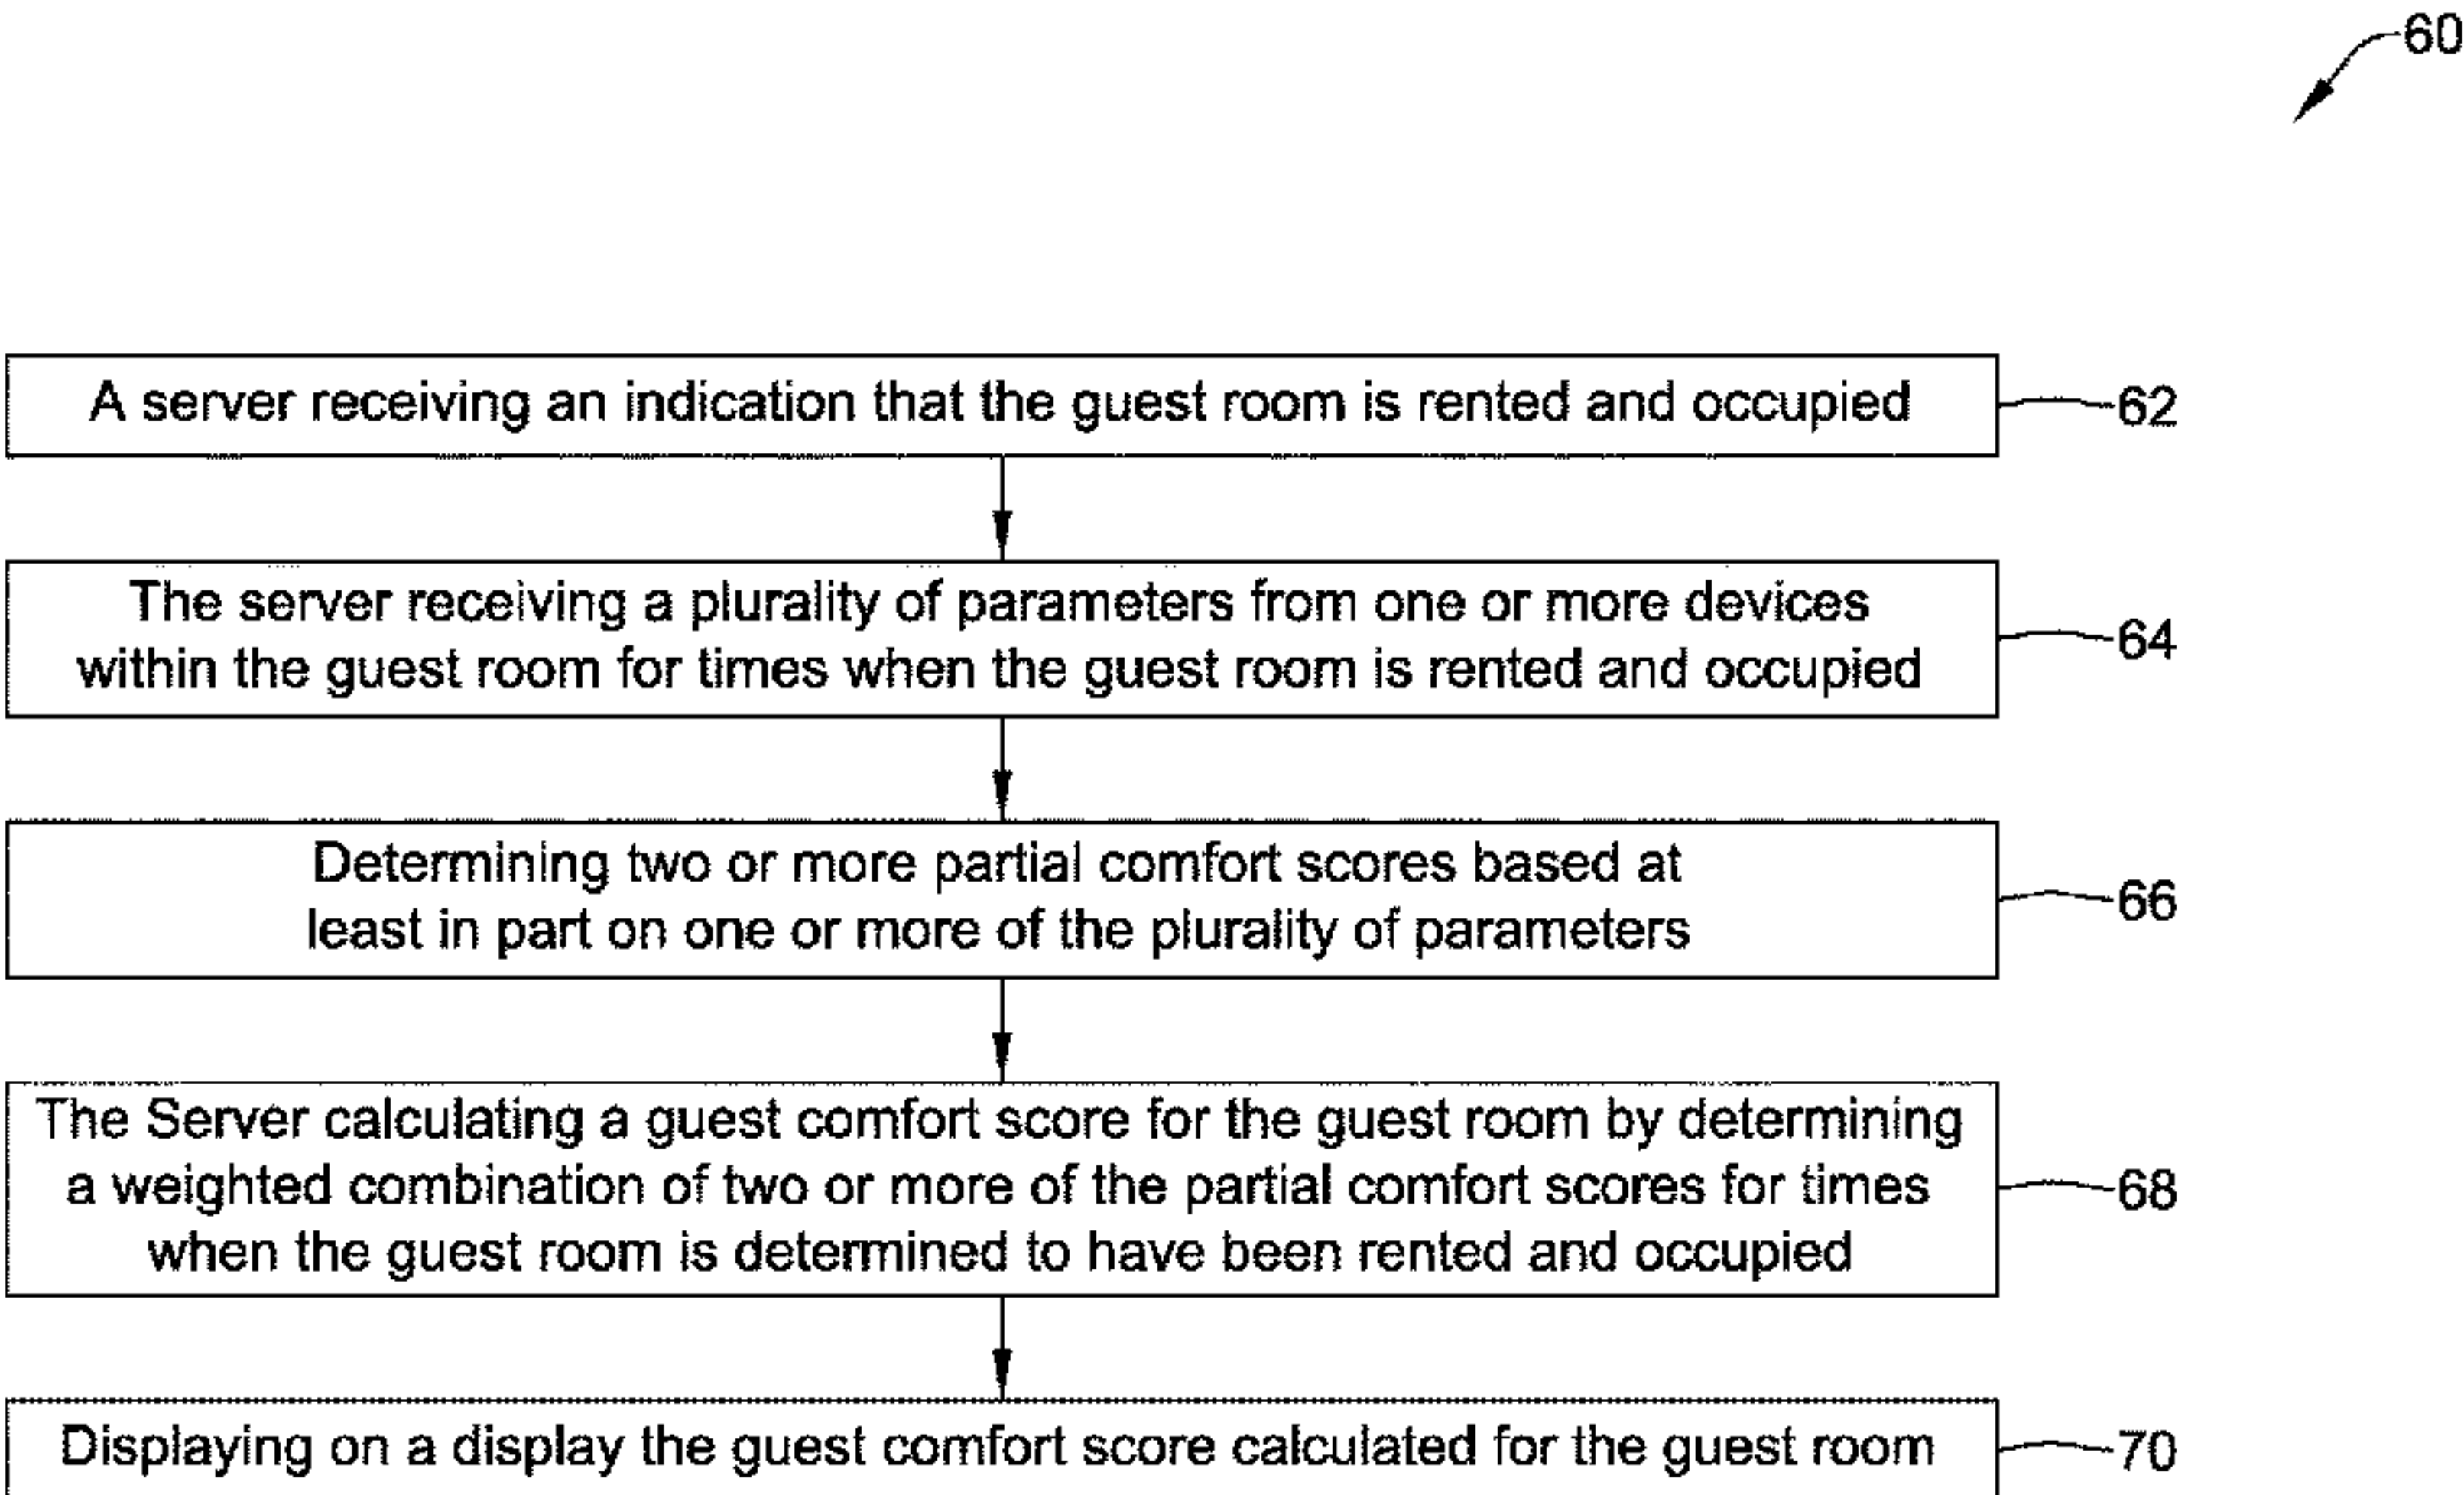 60
A server receiving an indication that the guest room is rented and occupied
62
The server receiving a plurality of parameters from one or more devices
within the guest room for times when the guest room is rented and occupied
64
Determining two or more partial comfort scores based at
least in part on one or more of the plurality of parameters
66
The Server calculating a guest comfort score for the guest room by determining
a weighted combination of two or more of the partial comfort scores for times
when the guest room is determined to have been rented and occupied
68
Displaying on a display the guest comfort score calculated for the guest room
70